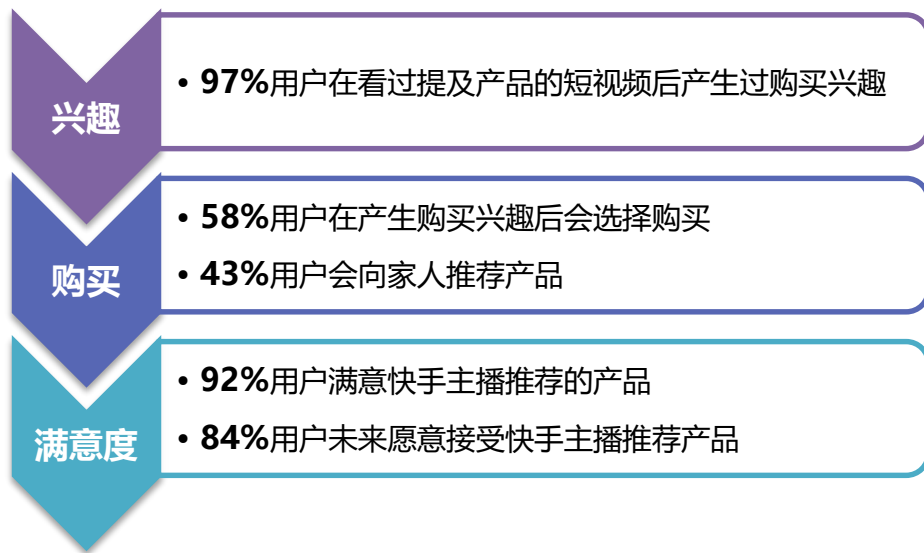 兴趣
• 97%用户在看过提及产品的短视频后产生过购买兴趣
购买
• 58%用户在产生购买兴趣后会选择购买
• 43%用户会向家人推荐产品
满意度
• 92%用户满意快手主播推荐的产品
• 84%用户未来愿意接受快手主播推荐产品